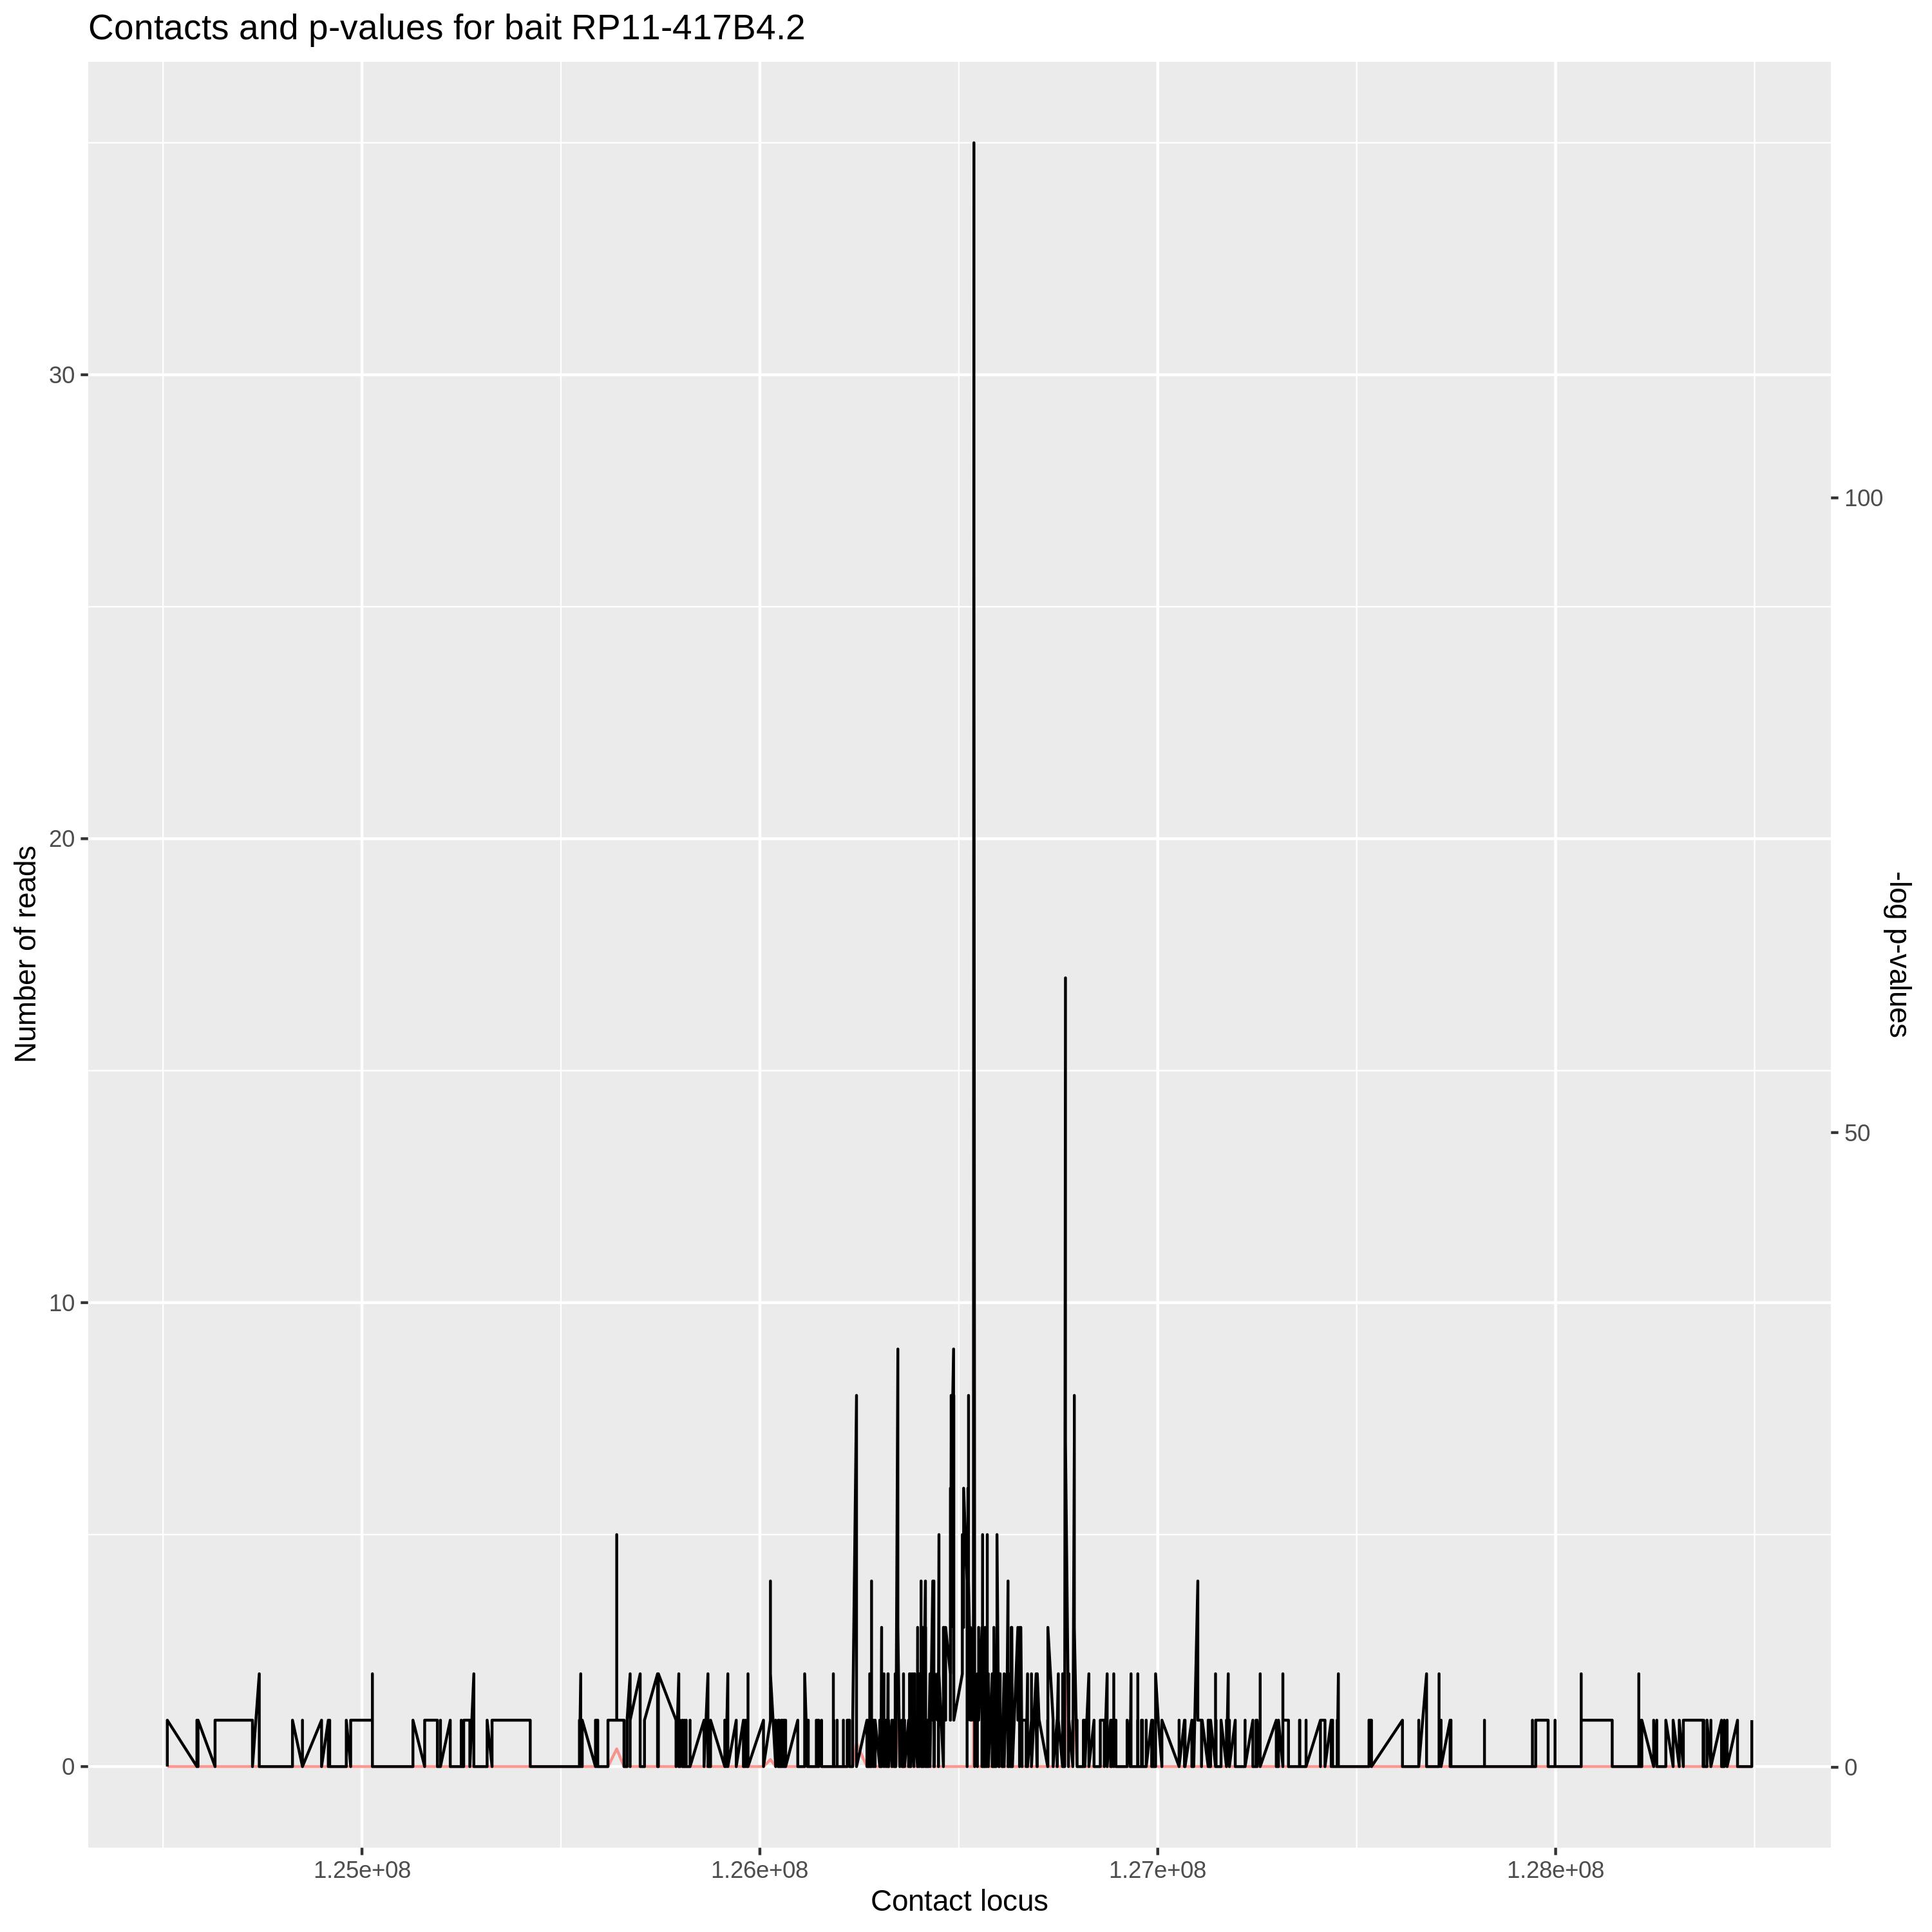 Contacts and p-values for bait RP11-417B4.2
Number of reads
30
20
10
0
100
50
0
-log p-values
1.25e+08
1.26e+08
1.27e+08
1.28e+08
Contact locus